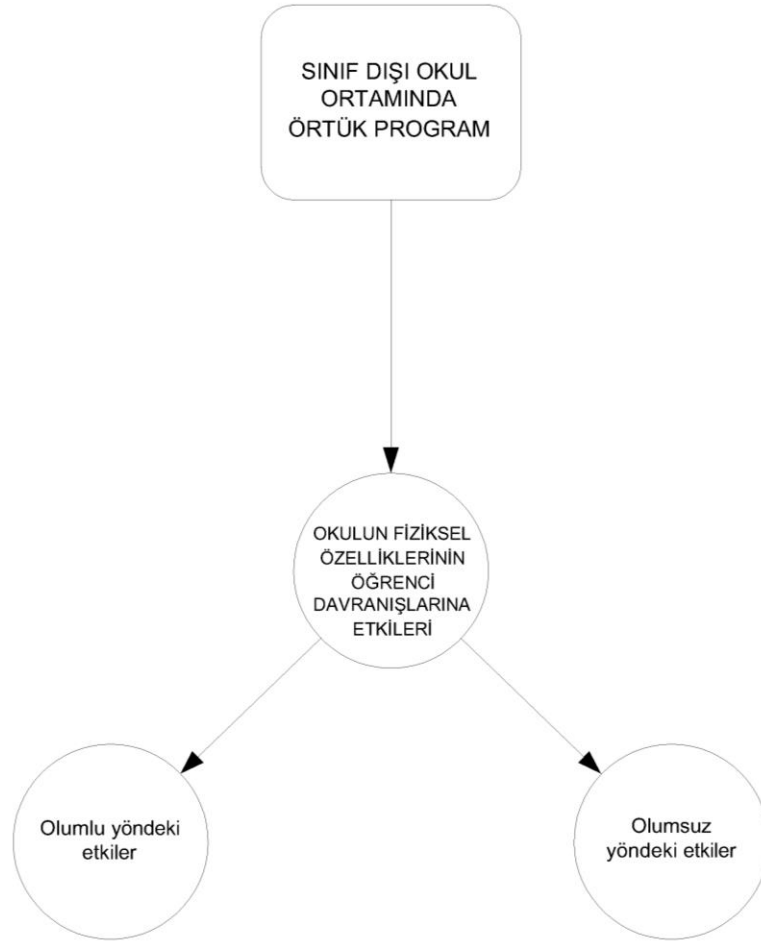 SINIF DIŞI OKUL
ORTAMINDA
ÖRTÜK PROGRAM
OKULUN FİZİKSEL
ÖZELLİKLERİNİN
ÖĞRENCİ
DAVRANIŞLARINA
ETKİLERİ
Olumlu yöndeki
etkiler
Olumsuz
yöndeki etkiler